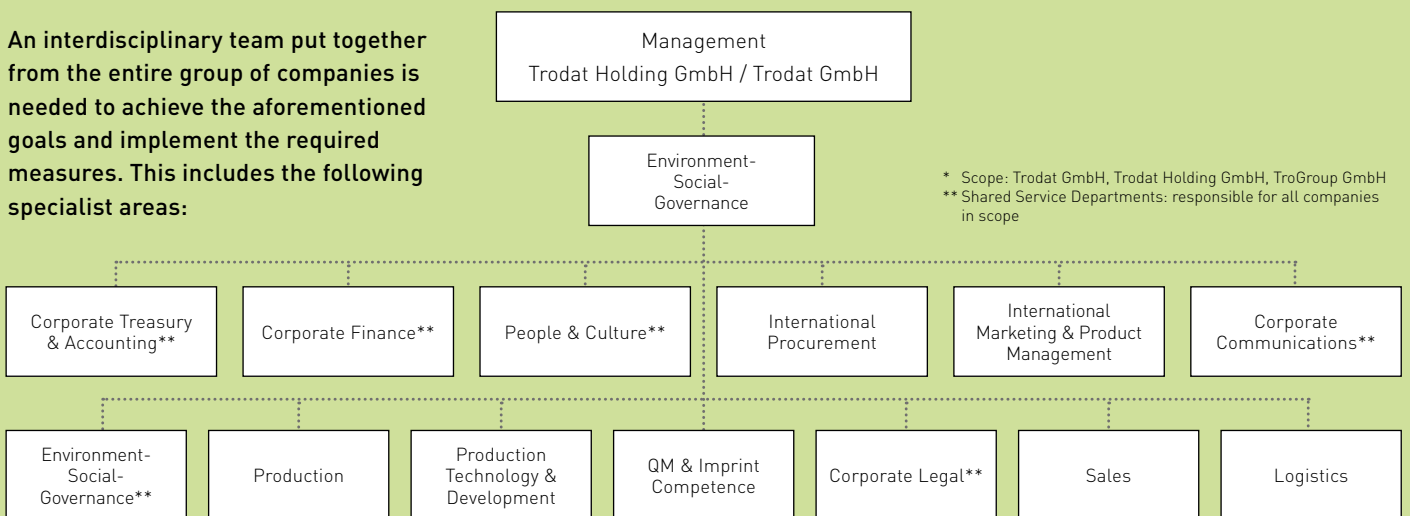 An interdisciplinary team put together
from the entire group of companies is
needed to achieve the aforementioned
goals and implement the required
measures. This includes the following
specialist areas:
Management
Trodat Holding GmbH / Trodat GmbH
Environment-
Social-
Governance
* Scope: Trodat GmbH, Trodat Holding GmbH, TroGroup GmbH
** Shared Service Departments: responsible for all companies
in scope
Corporate Treasury
& Accounting**
Corporate Finance**
People & Culture**
International
Procurement
International
Marketing & Product
Management
Corporate
Communications**
Environment-
Social-
Governance**
Production
Production
Technology &
Development
QM & Imprint
Competence
Corporate Legal**
Sales
Logistics